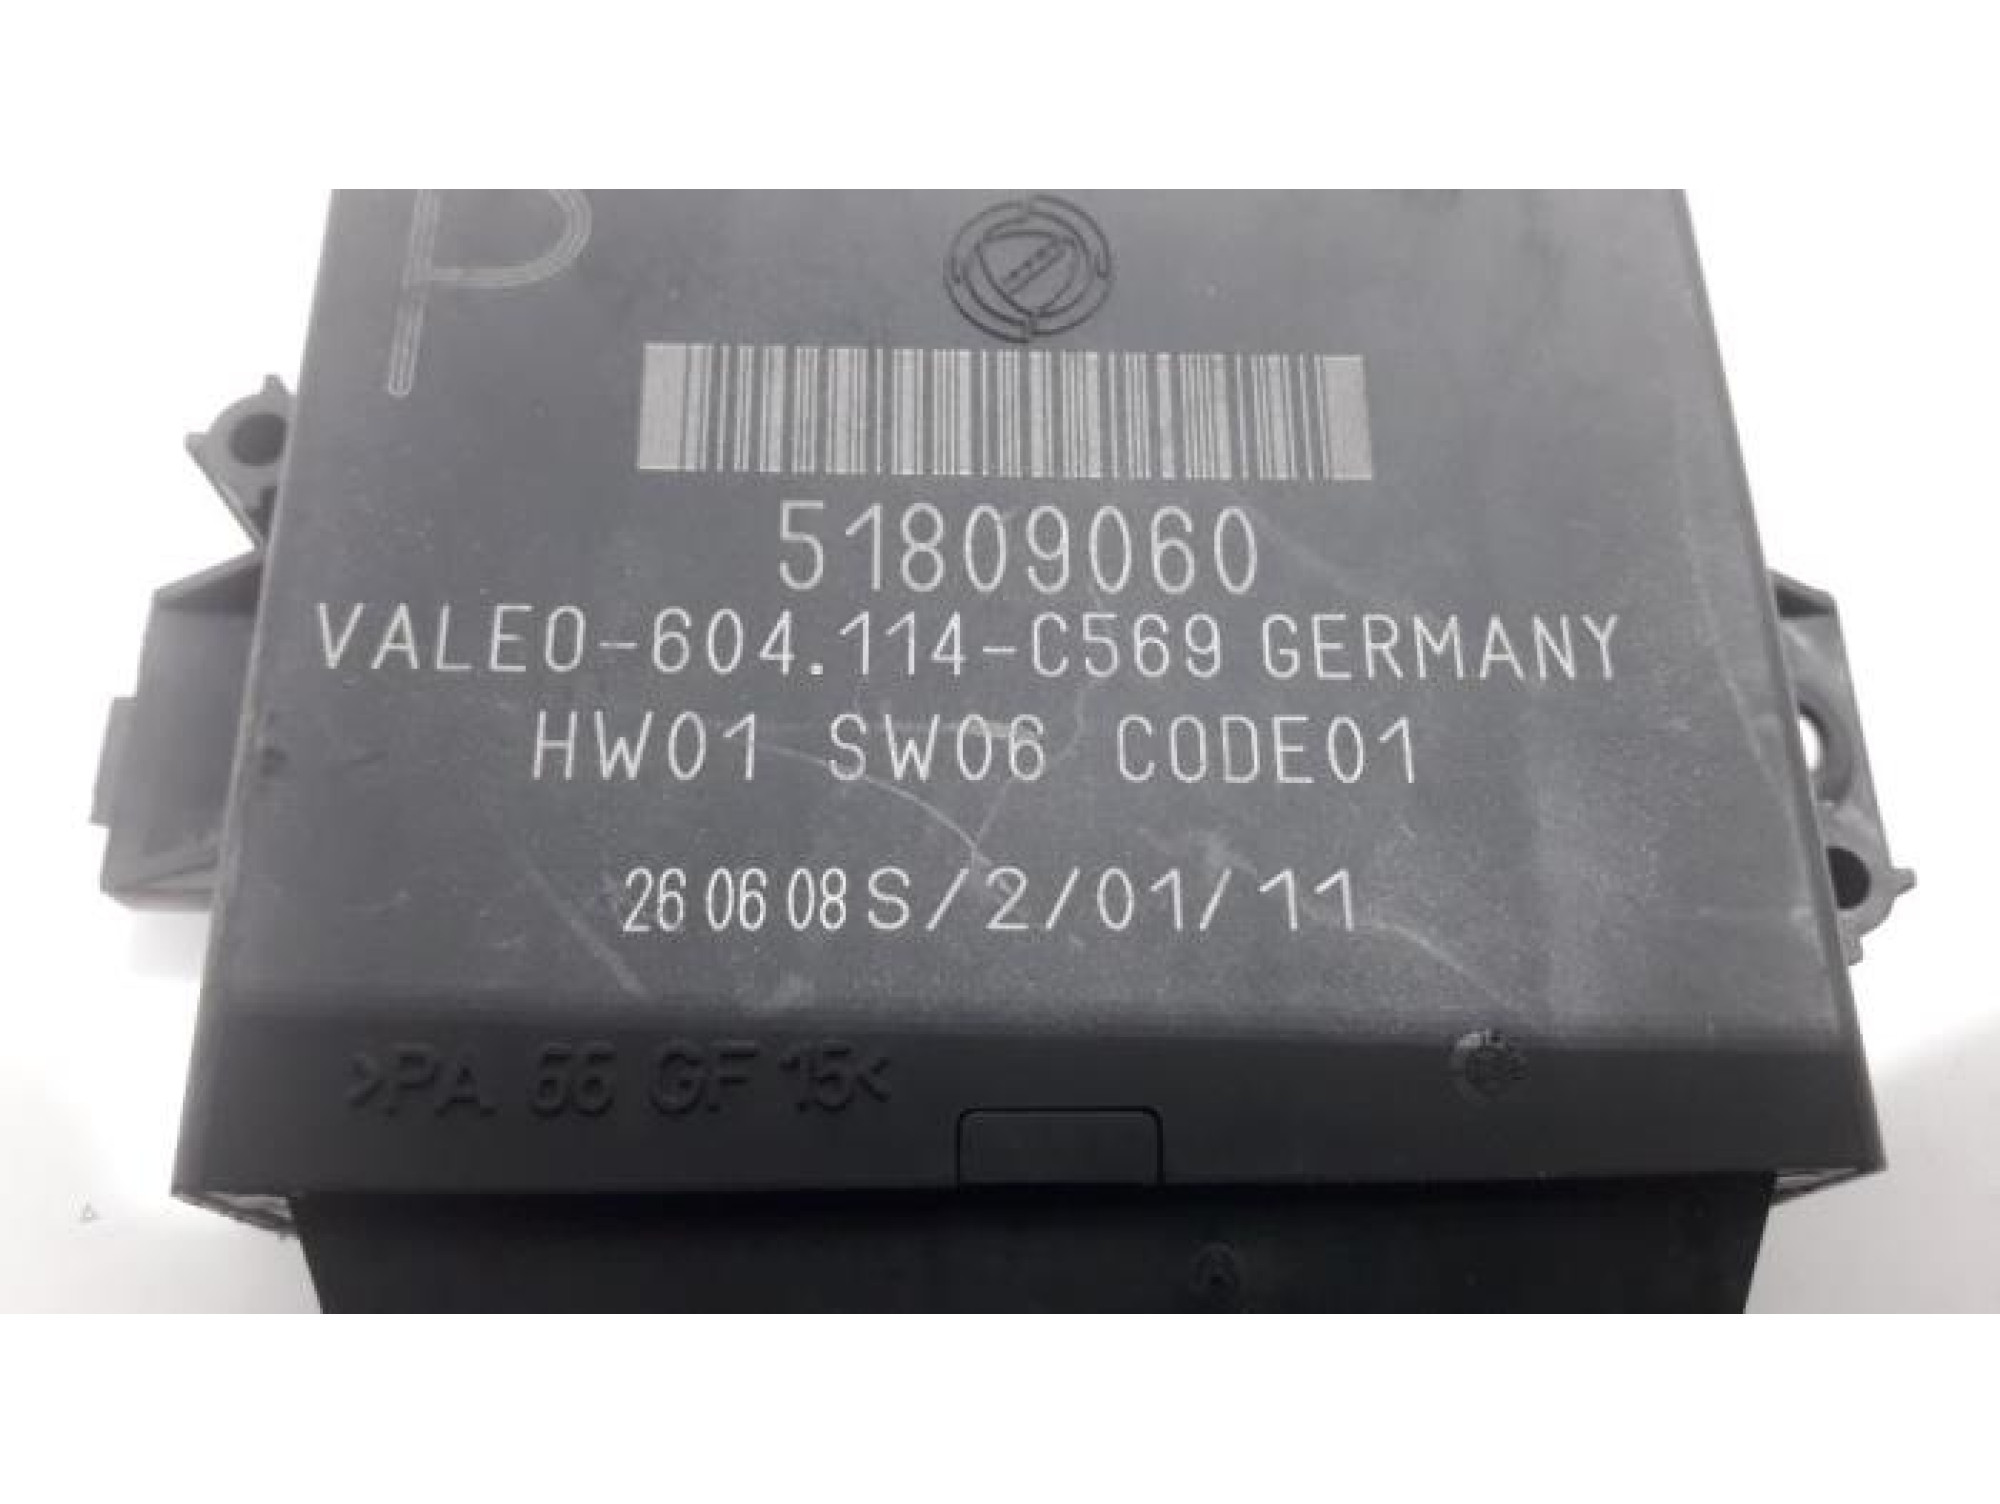 P
51809060
VALEO-604.114-C569 GERMANY
HW01 SW06 CODE01
26 06 08 S/2/01/11
>PA 66 GF 15<